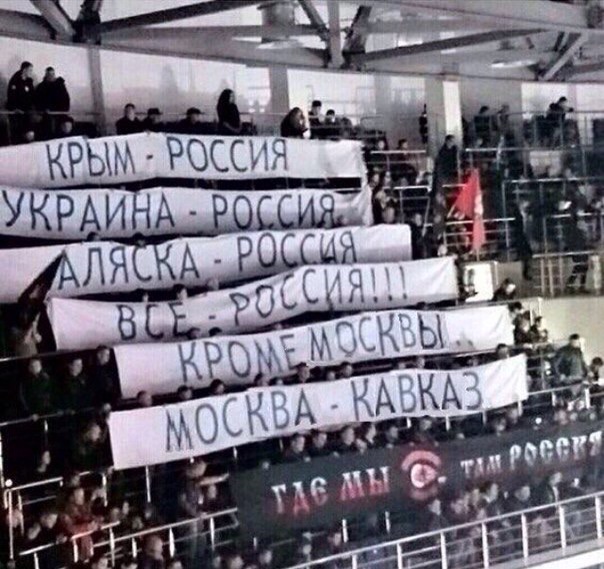 КРЫМ - РОССИЯ
УКРАИНА - РОССИЯ
АЛЯСКА - РОССИЯ
ВСЕ - РОССИЯ!!!
КРОМЕ МОСКВЫ...
МОСКВА - КАВКАЗ
ГДЕ МЫ - ТАМ РОССИЯ